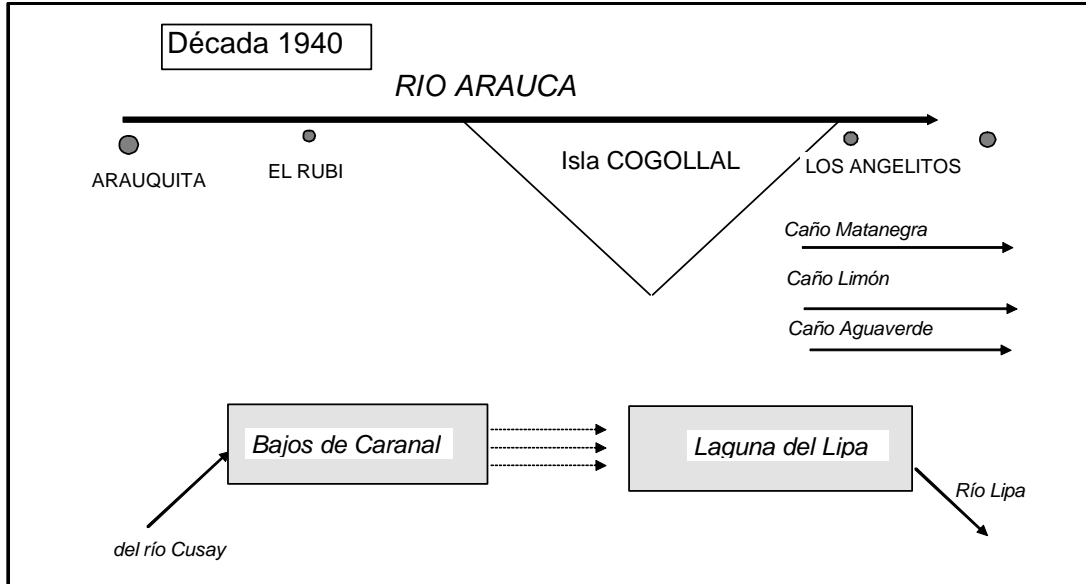 Década 1940
RIO ARAUCA
Isla COGOLLAL
ARAUQUITA
EL RUBI
LOS ANGELITOS
Caño Matanegra
Caño Limón
Caño Aguaverde
Bajos de Caranal
Laguna del Lipa
Río Lipa
del río Cusay